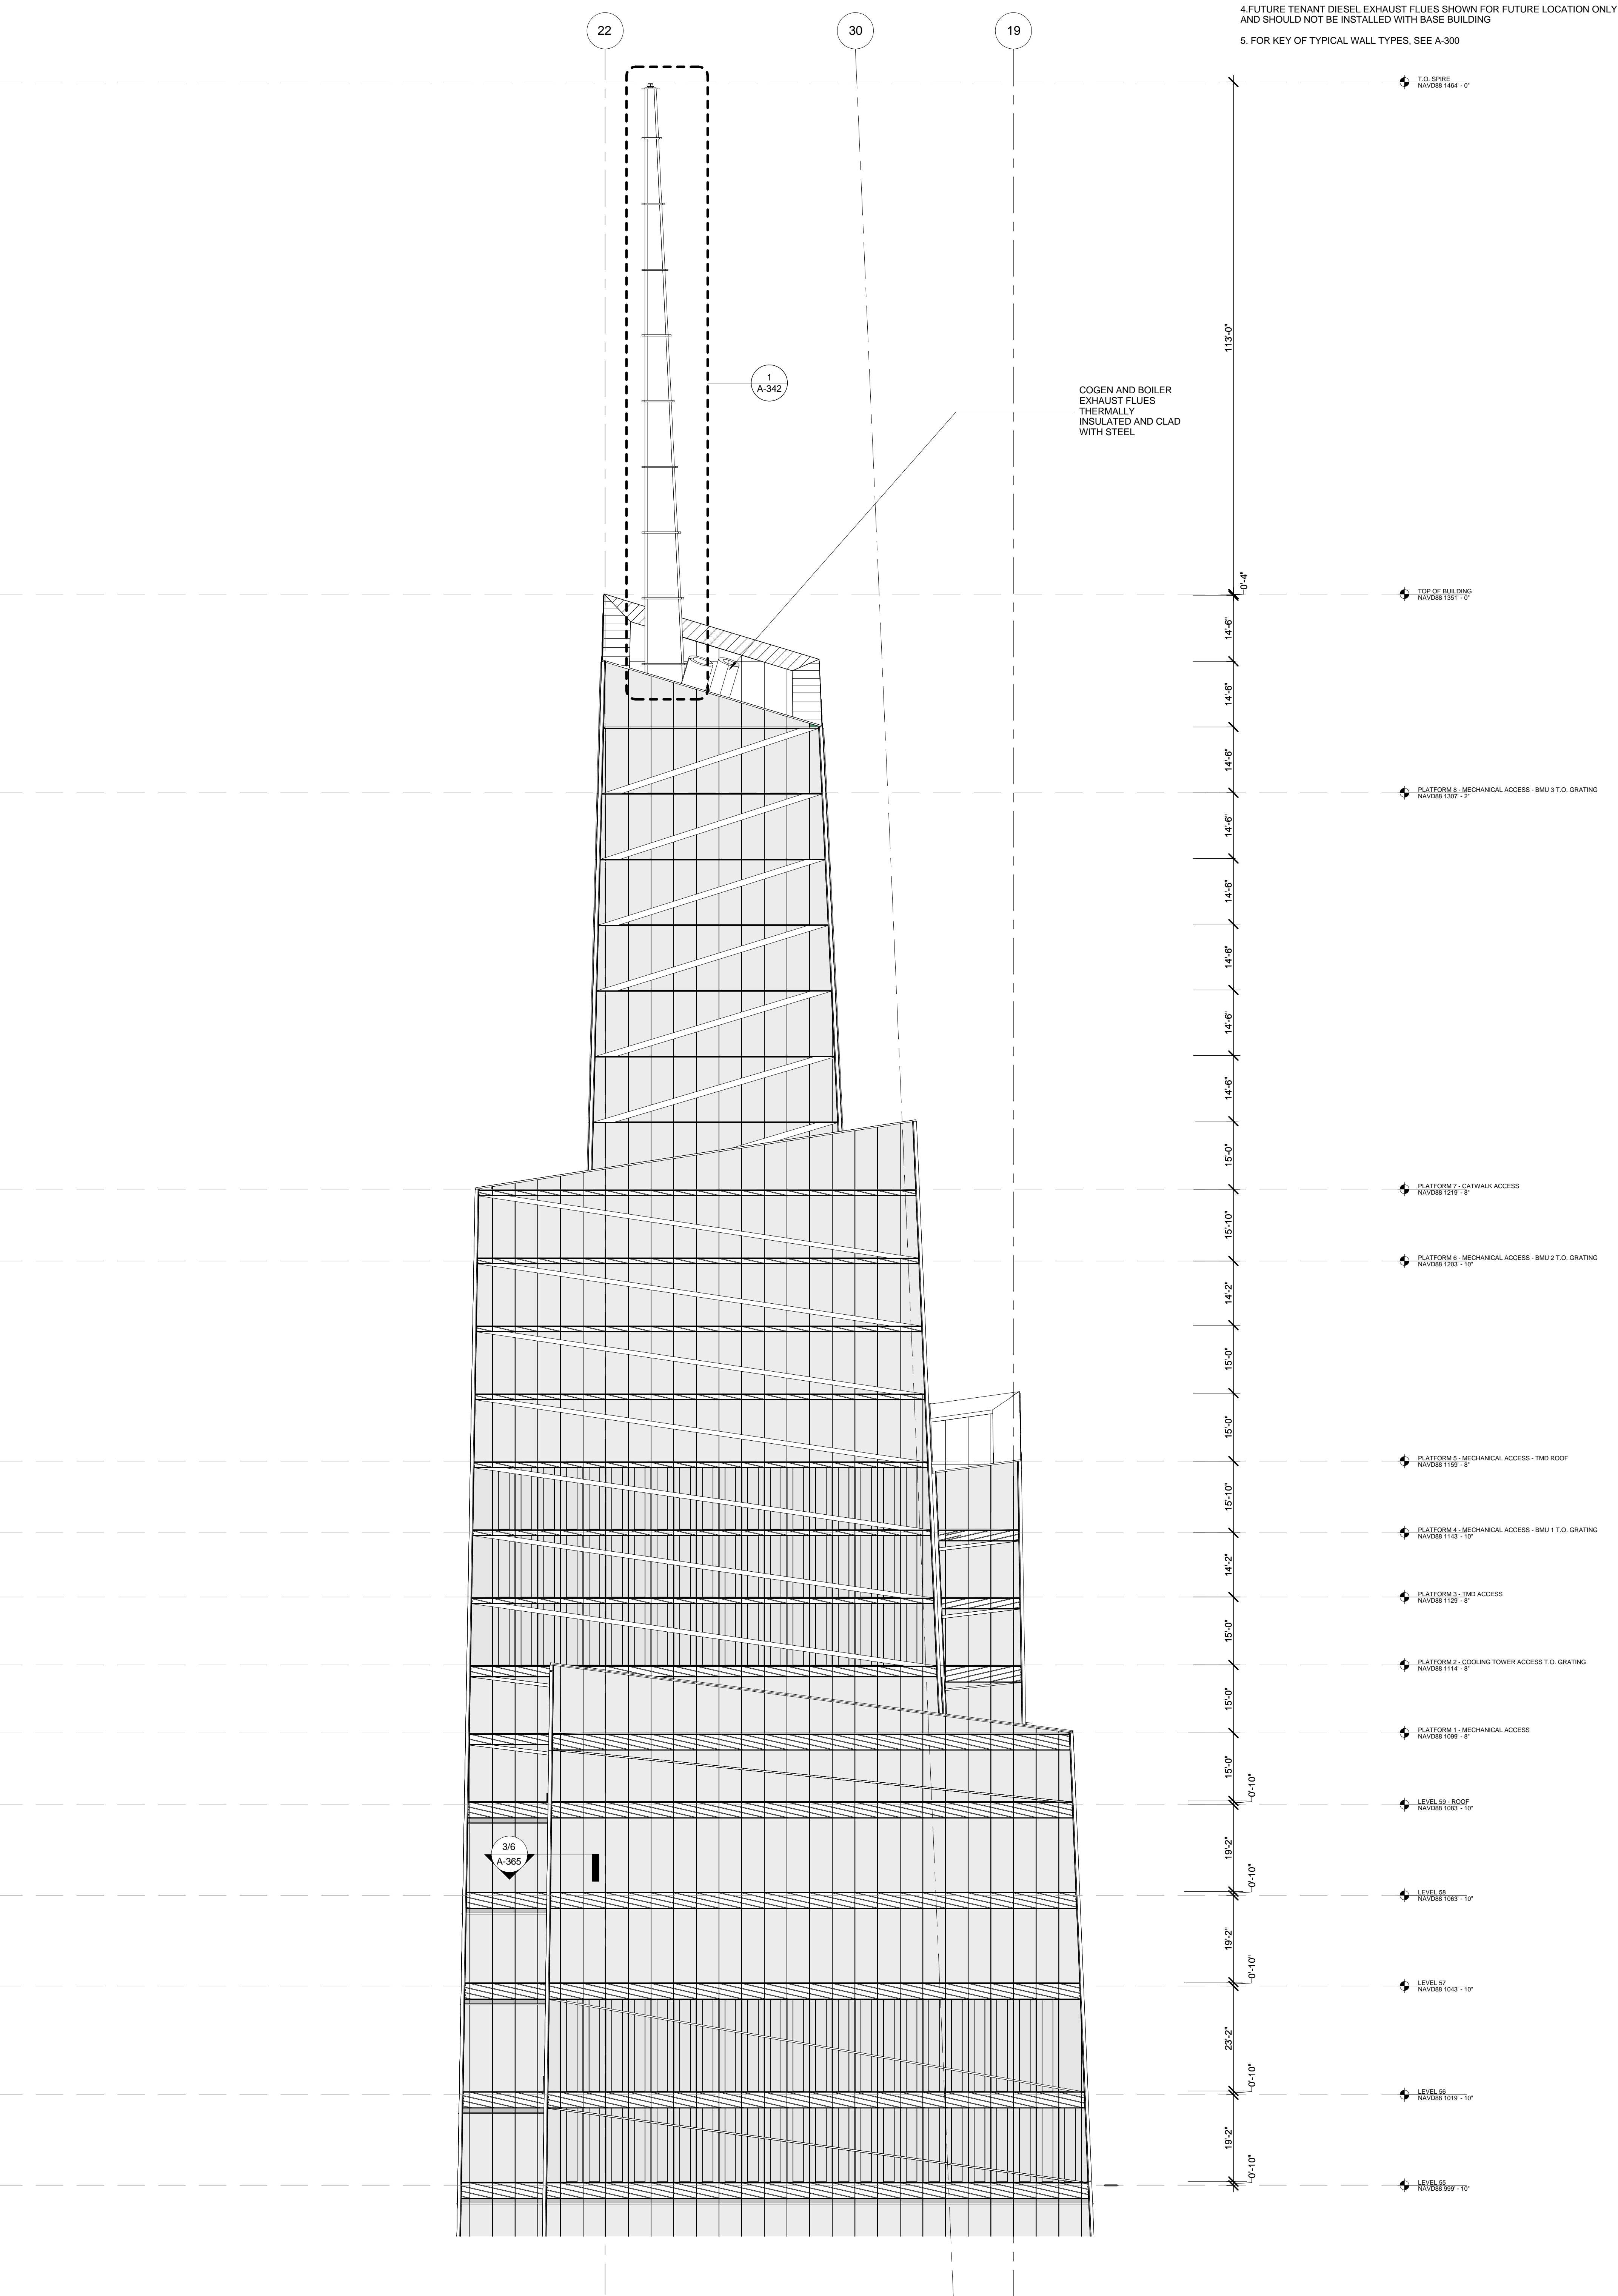 4.FUTURE TENANT DIESEL EXHAUST FLUES SHOWN FOR FUTURE LOCATION ONLY
AND SHOULD NOT BE INSTALLED WITH BASE BUILDING
5. FOR KEY OF TYPICAL WALL TYPES, SEE A-300
22
30
19
T.O. SPIRE
NAVD88 1464' - 0"
113'-0"
1
A-342
COGEN AND BOILER
EXHAUST FLUES
THERMALLY
INSULATED AND CLAD
WITH STEEL
0'-4"
TOP OF BUILDING
NAVD88 1351' - 0"
14'-6"
14'-6"
14'-6"
PLATFORM 8 - MECHANICAL ACCESS - BMU 3 T.O. GRATING
NAVD88 1307' - 2"
14'-6"
14'-6"
14'-6"
14'-6"
14'-6"
15'-0"
PLATFORM 7 - CATWALK ACCESS
NAVD88 1219' - 8"
15'-10"
PLATFORM 6 - MECHANICAL ACCESS - BMU 2 T.O. GRATING
NAVD88 1203' - 10"
14'-2"
15'-0"
15'-0"
PLATFORM 5 - MECHANICAL ACCESS - TMD ROOF
NAVD88 1159' - 8"
15'-10"
PLATFORM 4 - MECHANICAL ACCESS - BMU 1 T.O. GRATING
NAVD88 1143' - 10"
14'-2"
PLATFORM 3 - TMD ACCESS
NAVD88 1129' - 8"
15'-0"
PLATFORM 2 - COOLING TOWER ACCESS T.O. GRATING
NAVD88 1114' - 8"
15'-0"
PLATFORM 1 - MECHANICAL ACCESS
NAVD88 1099' - 8"
15'-0"
0'-10"
LEVEL 59 - ROOF
NAVD88 1083' - 10"
3/6
A-365
19'-2"
0'-10"
LEVEL 58
NAVD88 1063' - 10"
19'-2"
0'-10"
LEVEL 57
NAVD88 1043' - 10"
23'-2"
0'-10"
LEVEL 56
NAVD88 1019' - 10"
19'-2"
0'-10"
LEVEL 55
NAVD88 999' - 10"